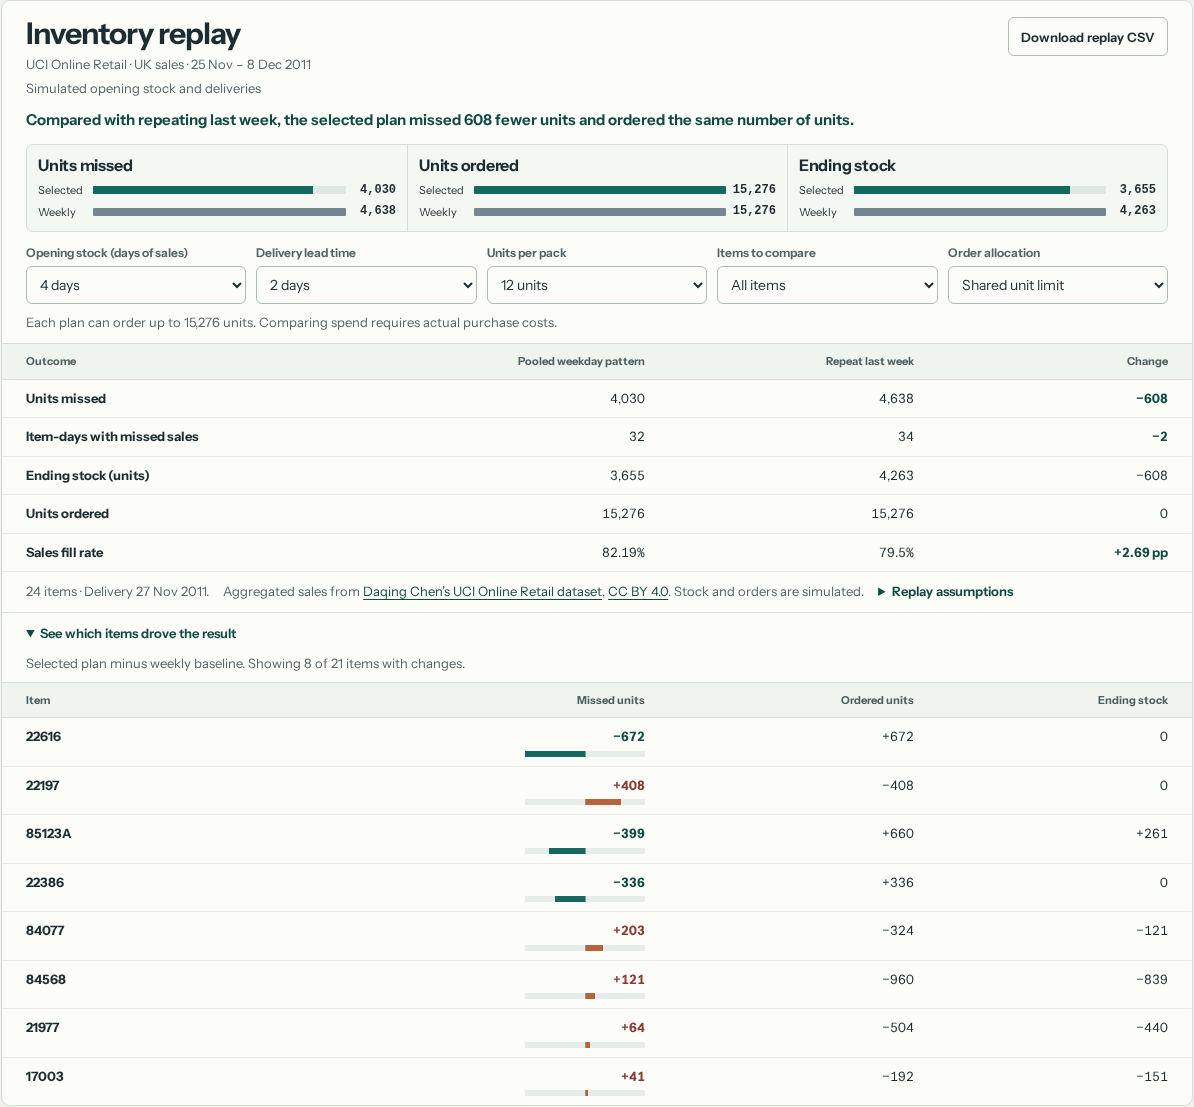 Inventory replay
Download replay CSV
UCI Online Retail · UK sales · 25 Nov – 8 Dec 2011
Simulated opening stock and deliveries
Compared with repeating last week, the selected plan missed 608 fewer units and ordered the same number of units.
Units missed
Selected 4,030
Weekly 4,638
Units ordered
Selected 15,276
Weekly 15,276
Ending stock
Selected 3,655
Weekly 4,263
Opening stock (days of sales) Delivery lead time Units per pack Items to compare Order allocation
4 days 2 days 12 units All items Shared unit limit
Each plan can order up to 15,276 units. Comparing spend requires actual purchase costs.
Outcome Pooled weekday pattern Repeat last week Change
Units missed 4,030 4,638 −608
Item-days with missed sales 32 34 −2
Ending stock (units) 3,655 4,263 −608
Units ordered 15,276 15,276 0
Sales fill rate 82.19% 79.5% +2.69 pp
24 items · Delivery 27 Nov 2011. Aggregated sales from Daqing Chen's UCI Online Retail dataset, CC BY 4.0. Stock and orders are simulated. ▶ Replay assumptions
▼ See which items drove the result
Selected plan minus weekly baseline. Showing 8 of 21 items with changes.
Item Missed units Ordered units Ending stock
22616 −672 +672 0
22197 +408 −408 0
85123A −399 +660 +261
22386 −336 +336 0
84077 +203 −324 −121
84568 +121 −960 −839
21977 +64 −504 −440
17003 +41 −192 −151